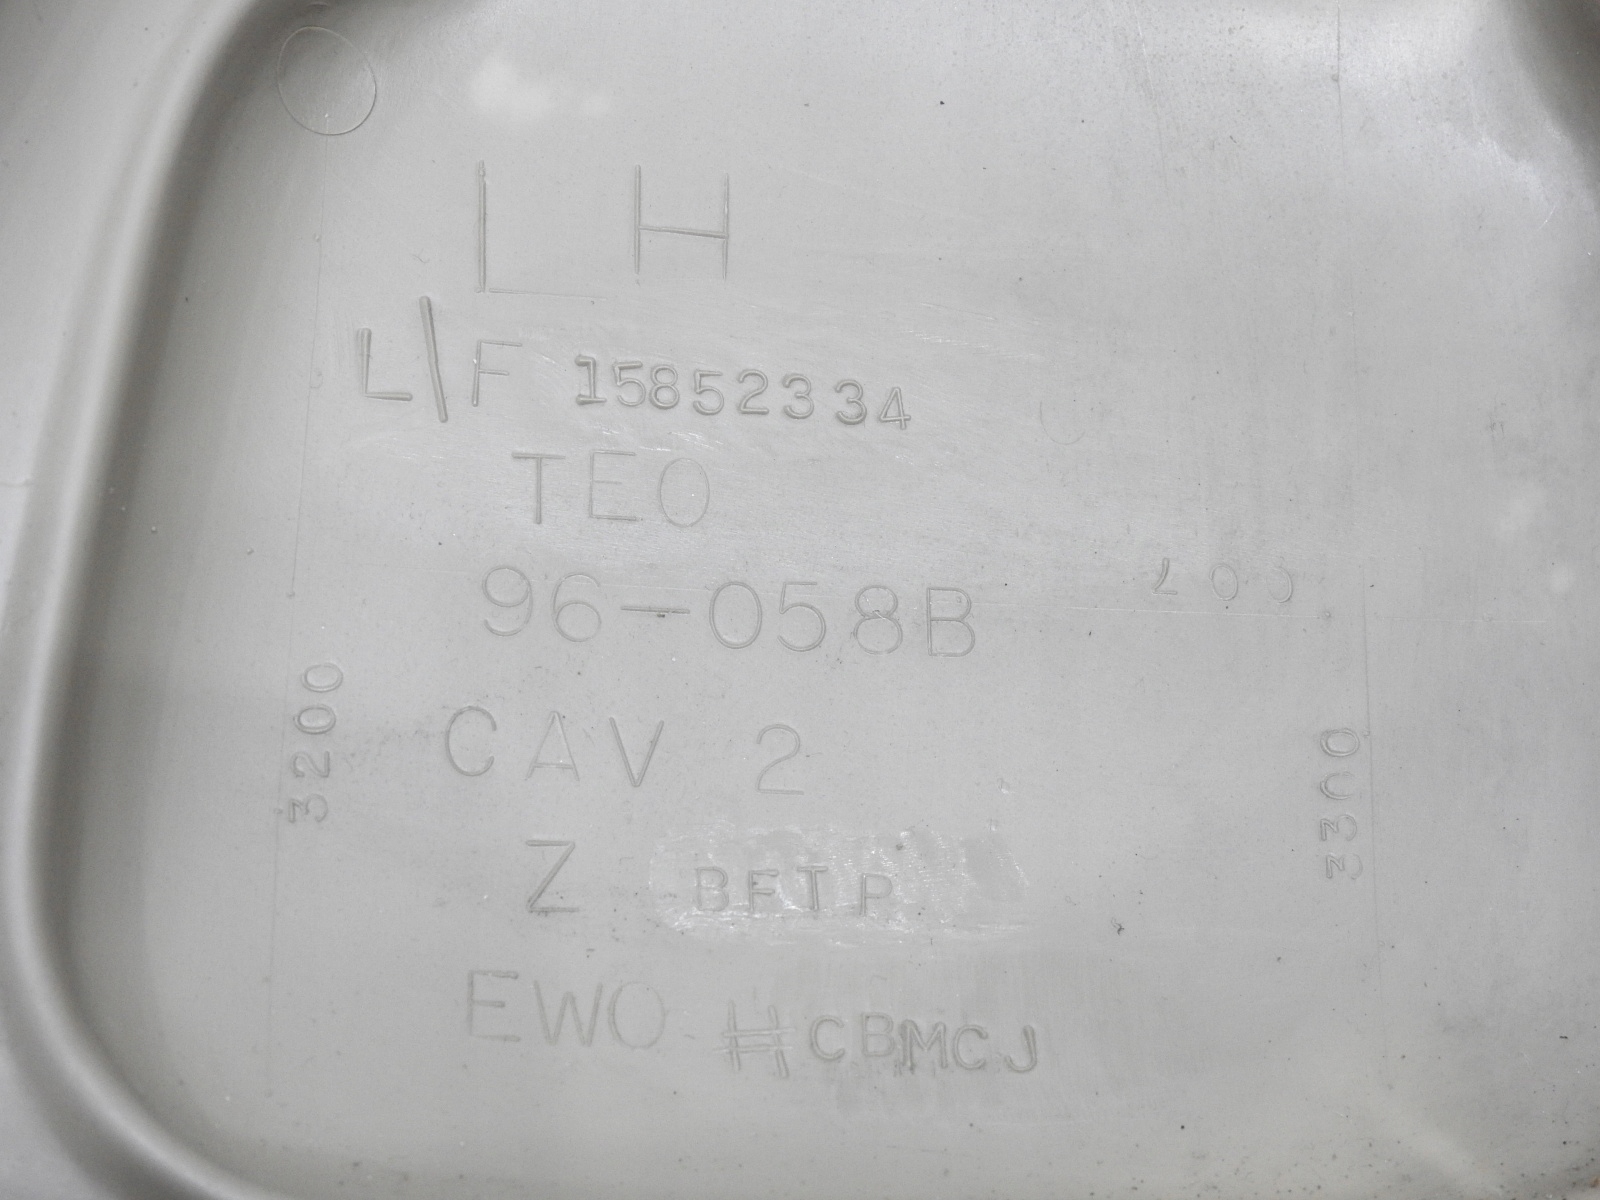 LH
L\F 15852334
TEO
96-058B
CAV 2
Z BFTP
EWO #CBMCJ
3200
3300